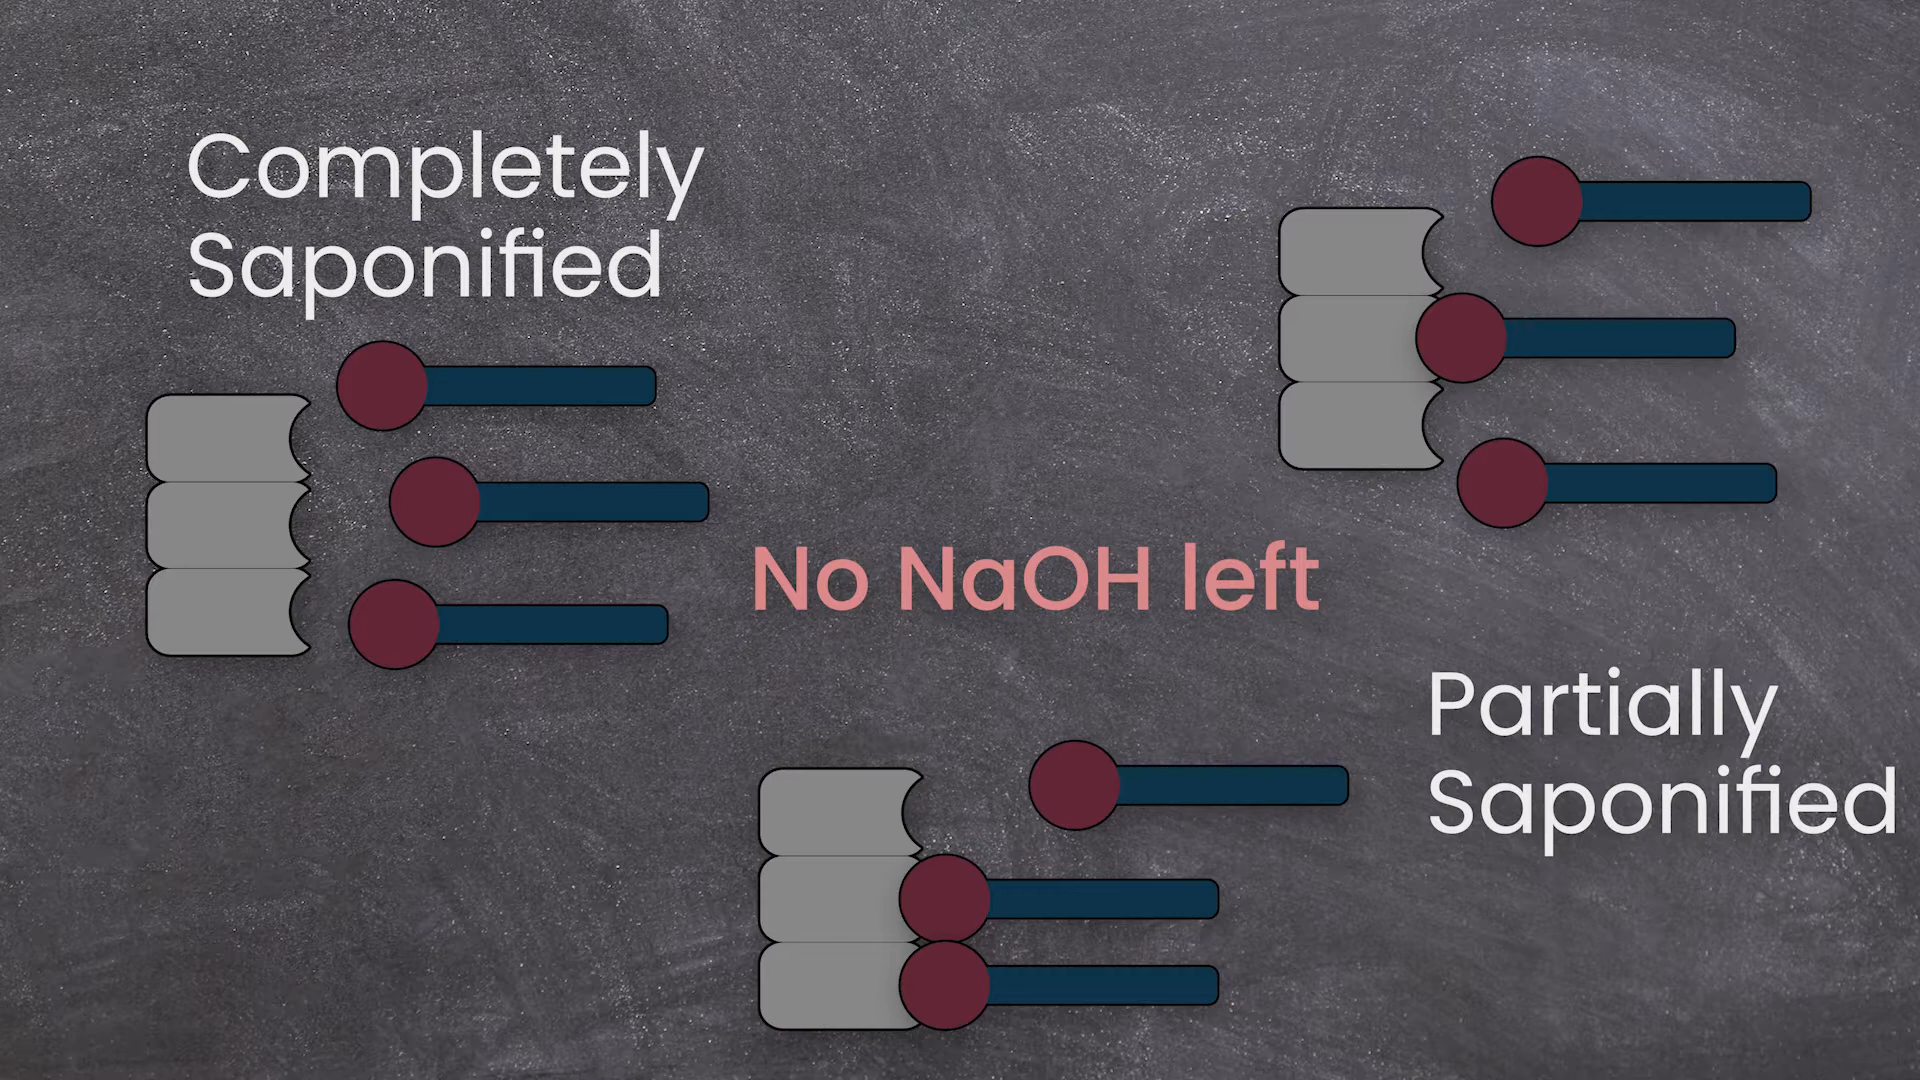 Completely
Saponified
No NaOH left
Partially
Saponified